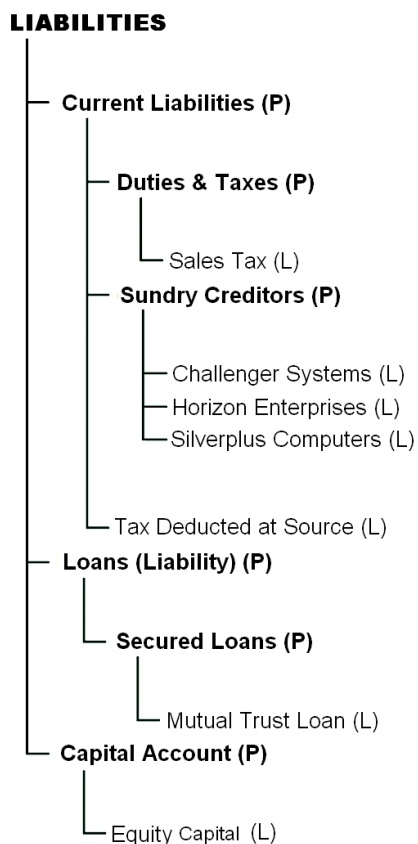 LIABILITIES
Current Liabilities (P)
Duties & Taxes (P)
Sales Tax (L)
Sundry Creditors (P)
Challenger Systems (L)
Horizon Enterprises (L)
Silverplus Computers (L)
Tax Deducted at Source (L)
Loans (Liability) (P)
Secured Loans (P)
Mutual Trust Loan (L)
Capital Account (P)
Equity Capital (L)